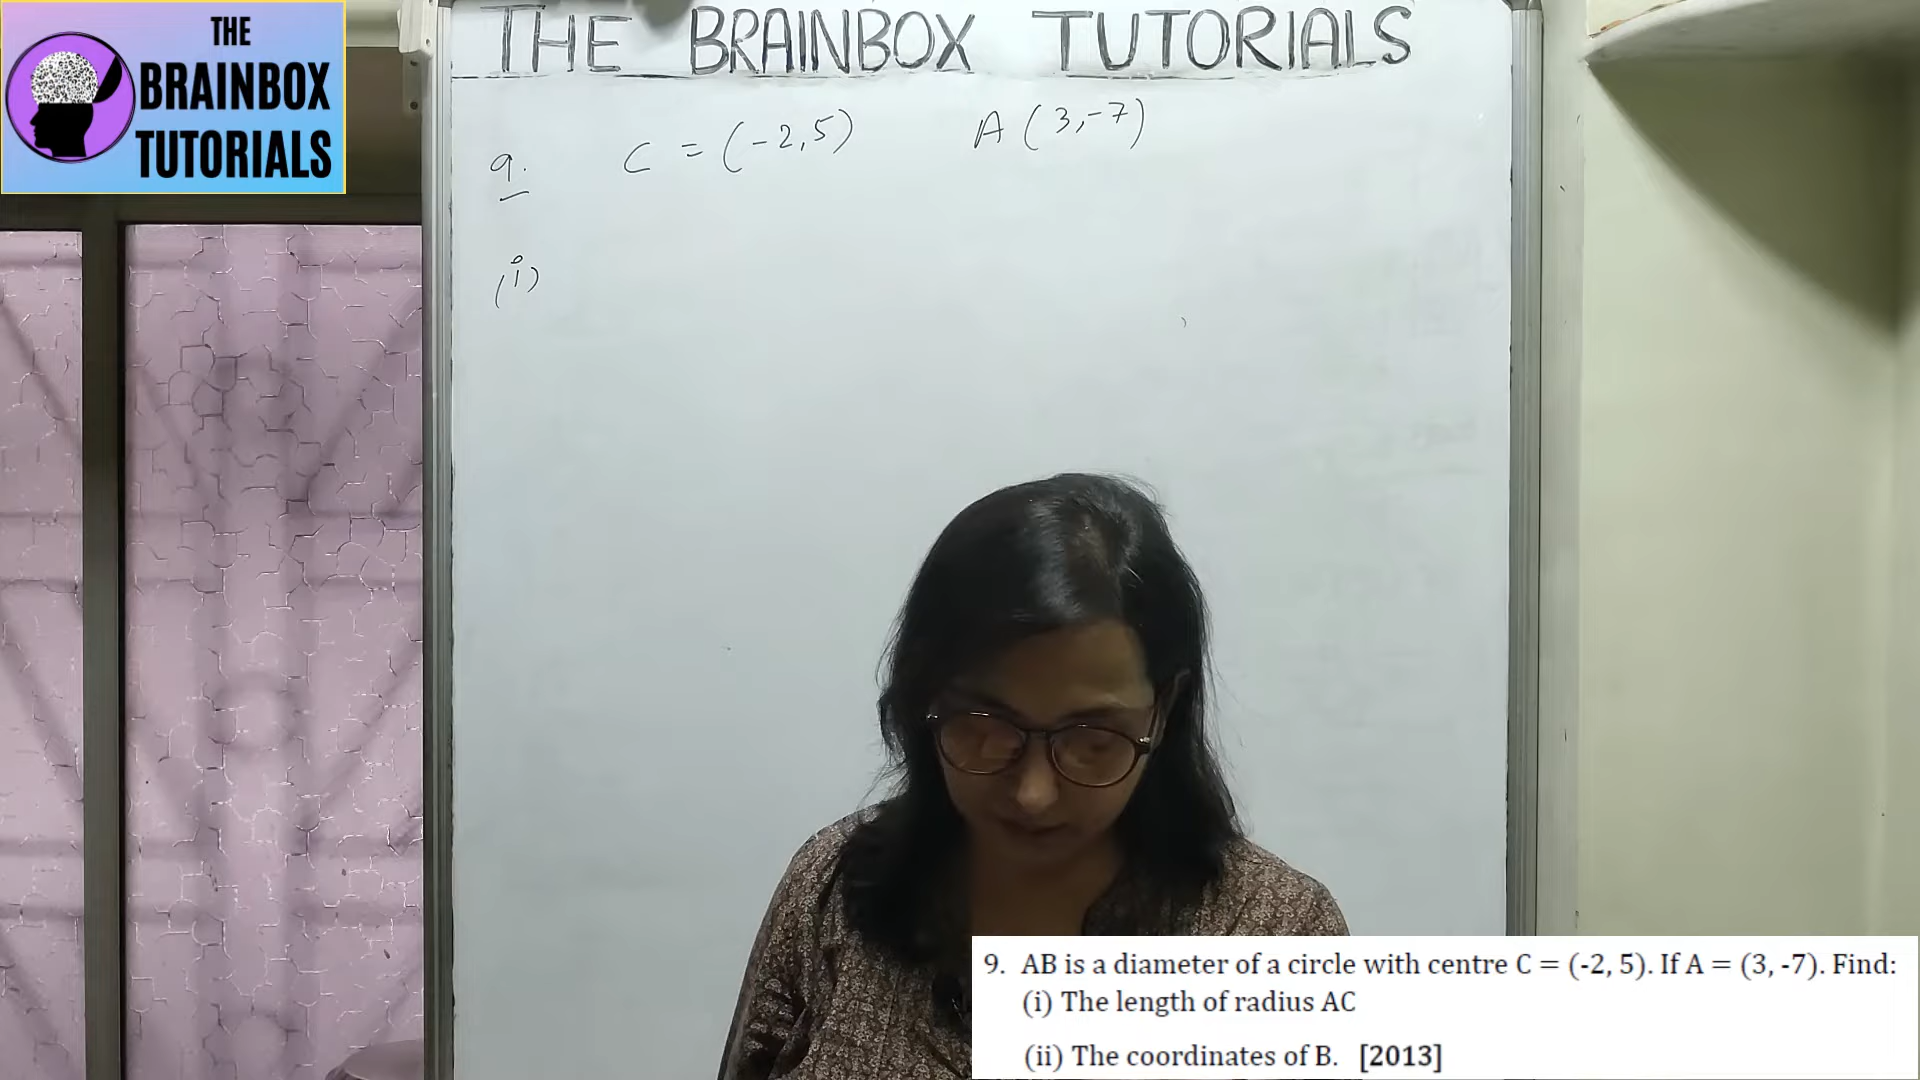 THE
BRAINBOX
TUTORIALS
THE BRAINBOX TUTORIALS
9. C = (-2,5) A (3,-7)
(i)
9. AB is a diameter of a circle with centre C = (-2, 5). If A = (3, -7). Find:
(i) The length of radius AC
(ii) The coordinates of B. [2013]